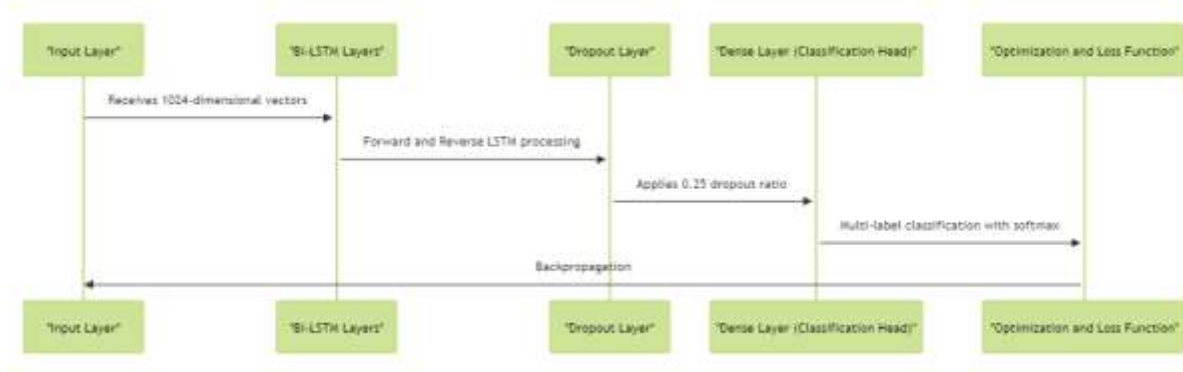 "Input Layer"
"Bi-LSTM Layers"
"Dropout Layer"
"Dense Layer (Classification Head)"
"Optimization and Loss Function"
Receives 1024-dimensional vectors
Forward and Reverse LSTM processing
Applies 0.25 dropout ratio
Multi-label classification with softmax
Backpropagation
"Input Layer"
"Bi-LSTM Layers"
"Dropout Layer"
"Dense Layer (Classification Head)"
"Optimization and Loss Function"